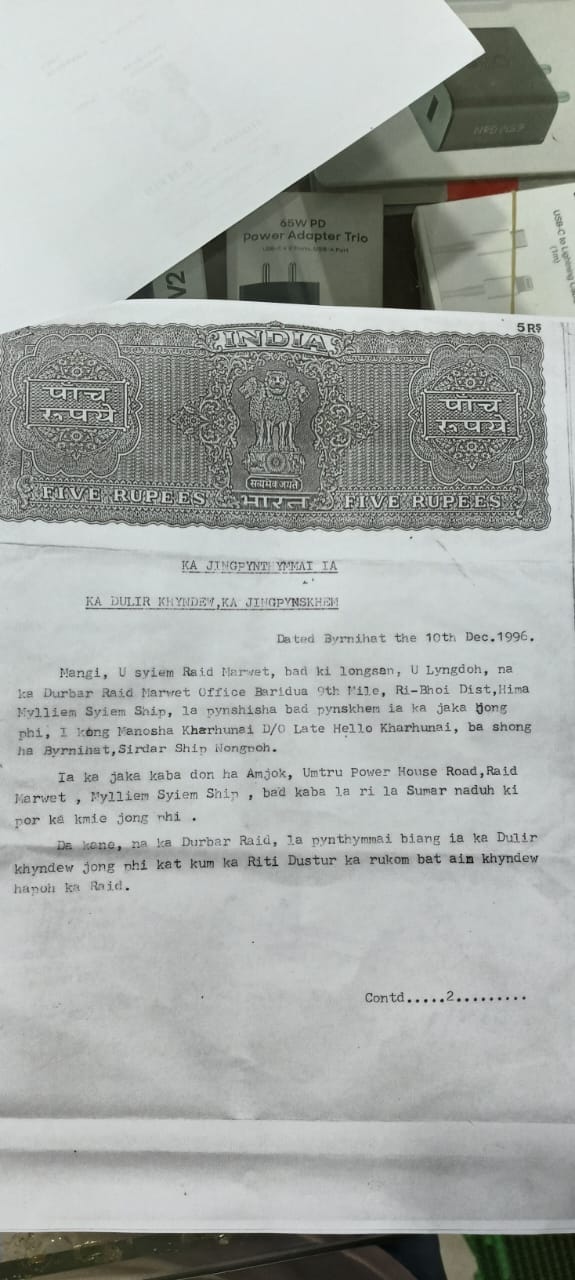 65W PD
Power Adapter Trio
V2
USB-C to Lightning
(1m)
5 RS
INDIA
पाँच
रूपये
पाँच
रूपये
सत्यमेव जयते
FIVE RUPEES भारत FIVE RUPEES
KA JINGPYNTHYMMAI IA
KA DULIR KHYNDEW,KA JINGPYNSKHEM
Dated Byrnihat the 10th Dec.1996.
Mangi, U syiem Raid Marwet, bad ki longsan, U Lyngdoh, na
ka Durbar Raid Marwet Office Baridua 9th Mile, Ri-Bhoi Dist,Hima
Mylliem Syiem Ship, la pynshisha bad pynskhem ia ka jaka jong
phi, I kong Manosha Kharhunai D/O Late Hello Kharhunai, ba shong
ha Byrnihat,Sirdar Ship Nongpoh.
Ia ka jaka kaba don ha Amjok, Umtru Power House Road,Raid
Marwet , Mylliem Syiem Ship , bad kaba la ri la Sumar naduh ki
por ka kmie jong phi .
Da kane, na ka Durbar Raid, la pynthymmai biang ia ka Dulir
khyndew jong phi kat kum ka Riti Dustur ka rukom bat ain khyndew
hapoh ka Raid.
Contd.....2.........